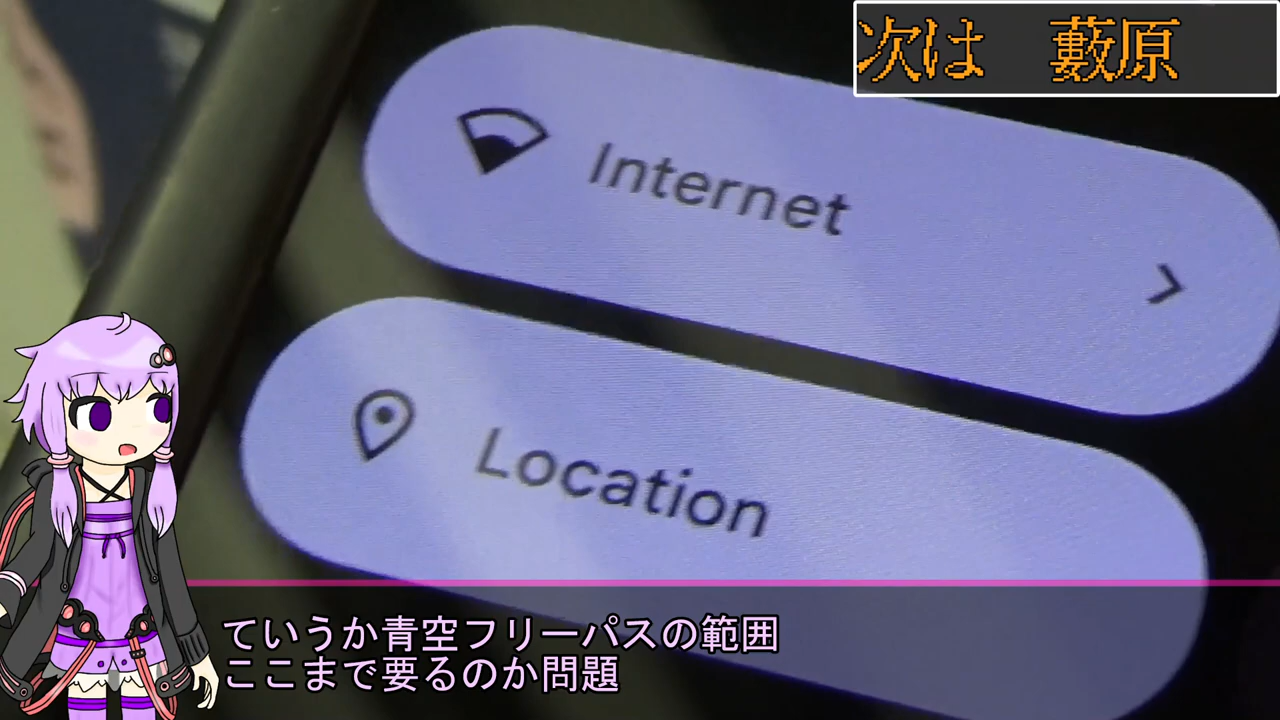 次は　藪原
Internet
Location
ていうか青空フリーパスの範囲
ここまで要るのか問題